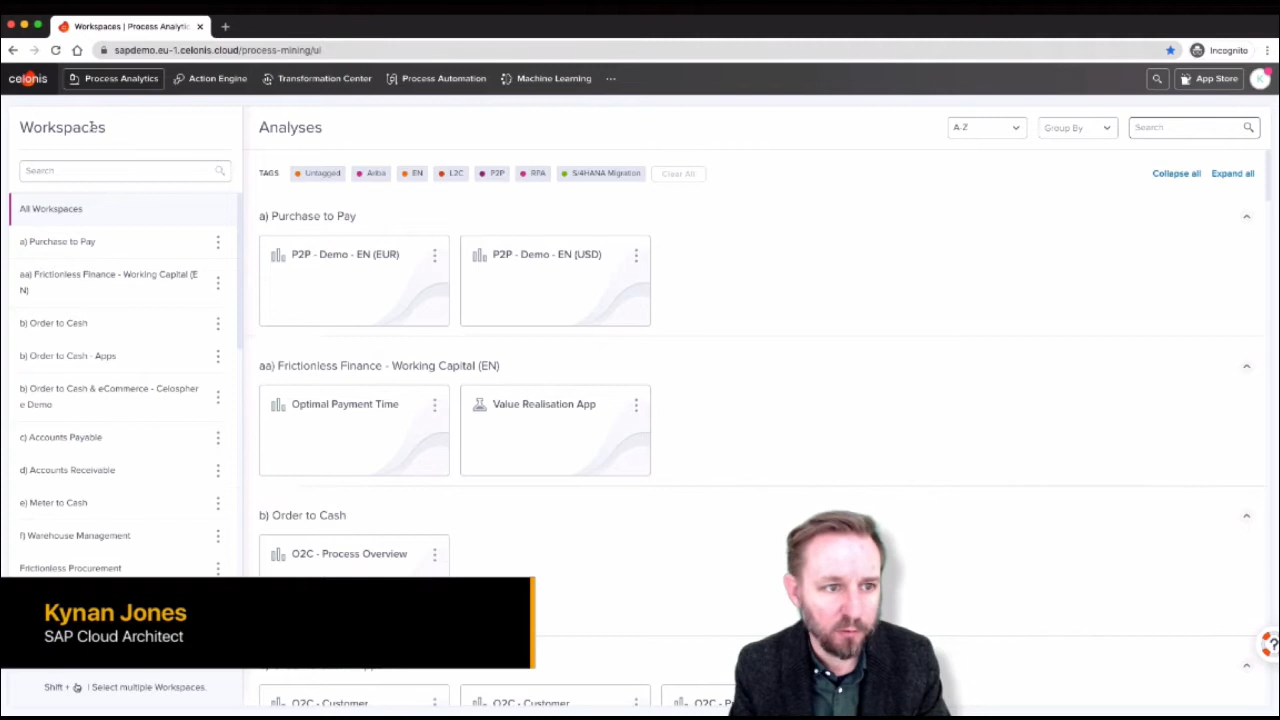 Workspaces | Process Analytic
sapdemo.eu-1.celonis.cloud/process-mining/ui
Incognito
celonis
Process Analytics
Action Engine
Transformation Center
Process Automation
Machine Learning
App Store
K
Workspaces
Search
All Workspaces
a) Purchase to Pay
aa) Frictionless Finance - Working Capital (E
N)
b) Order to Cash
b) Order to Cash - Apps
b) Order to Cash & eCommerce - Celospher
e Demo
c) Accounts Payable
d) Accounts Receivable
e) Meter to Cash
f) Warehouse Management
Frictionless Procurement
Shift + | Select multiple Workspaces.
Analyses
A-Z
Group By
Search
TAGS
Untagged
Ariba
EN
L2C
P2P
RPA
S/4HANA Migration
Clear All
Collapse all
Expand all
a) Purchase to Pay
P2P - Demo - EN (EUR)
P2P - Demo - EN (USD)
aa) Frictionless Finance - Working Capital (EN)
Optimal Payment Time
Value Realisation App
b) Order to Cash
O2C - Process Overview
O2C - Customer
O2C - Customer
Kynan Jones
SAP Cloud Architect